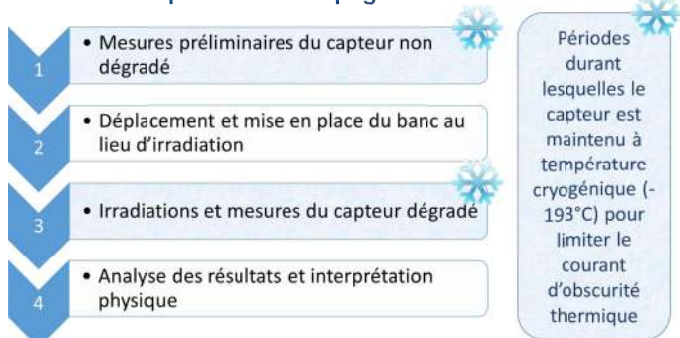 1
• Mesures préliminaires du capteur non
dégradé
2
• Déplacement et mise en place du banc au
lieu d'irradiation
3
• Irradiations et mesures du capteur dégradé
4
• Analyse des résultats et interprétation
physique
Périodes
durant
lesquelles le
capteur est
maintenu à
température
cryogénique (-
193°C) pour
limiter le
courant
d'obscurité
thermique